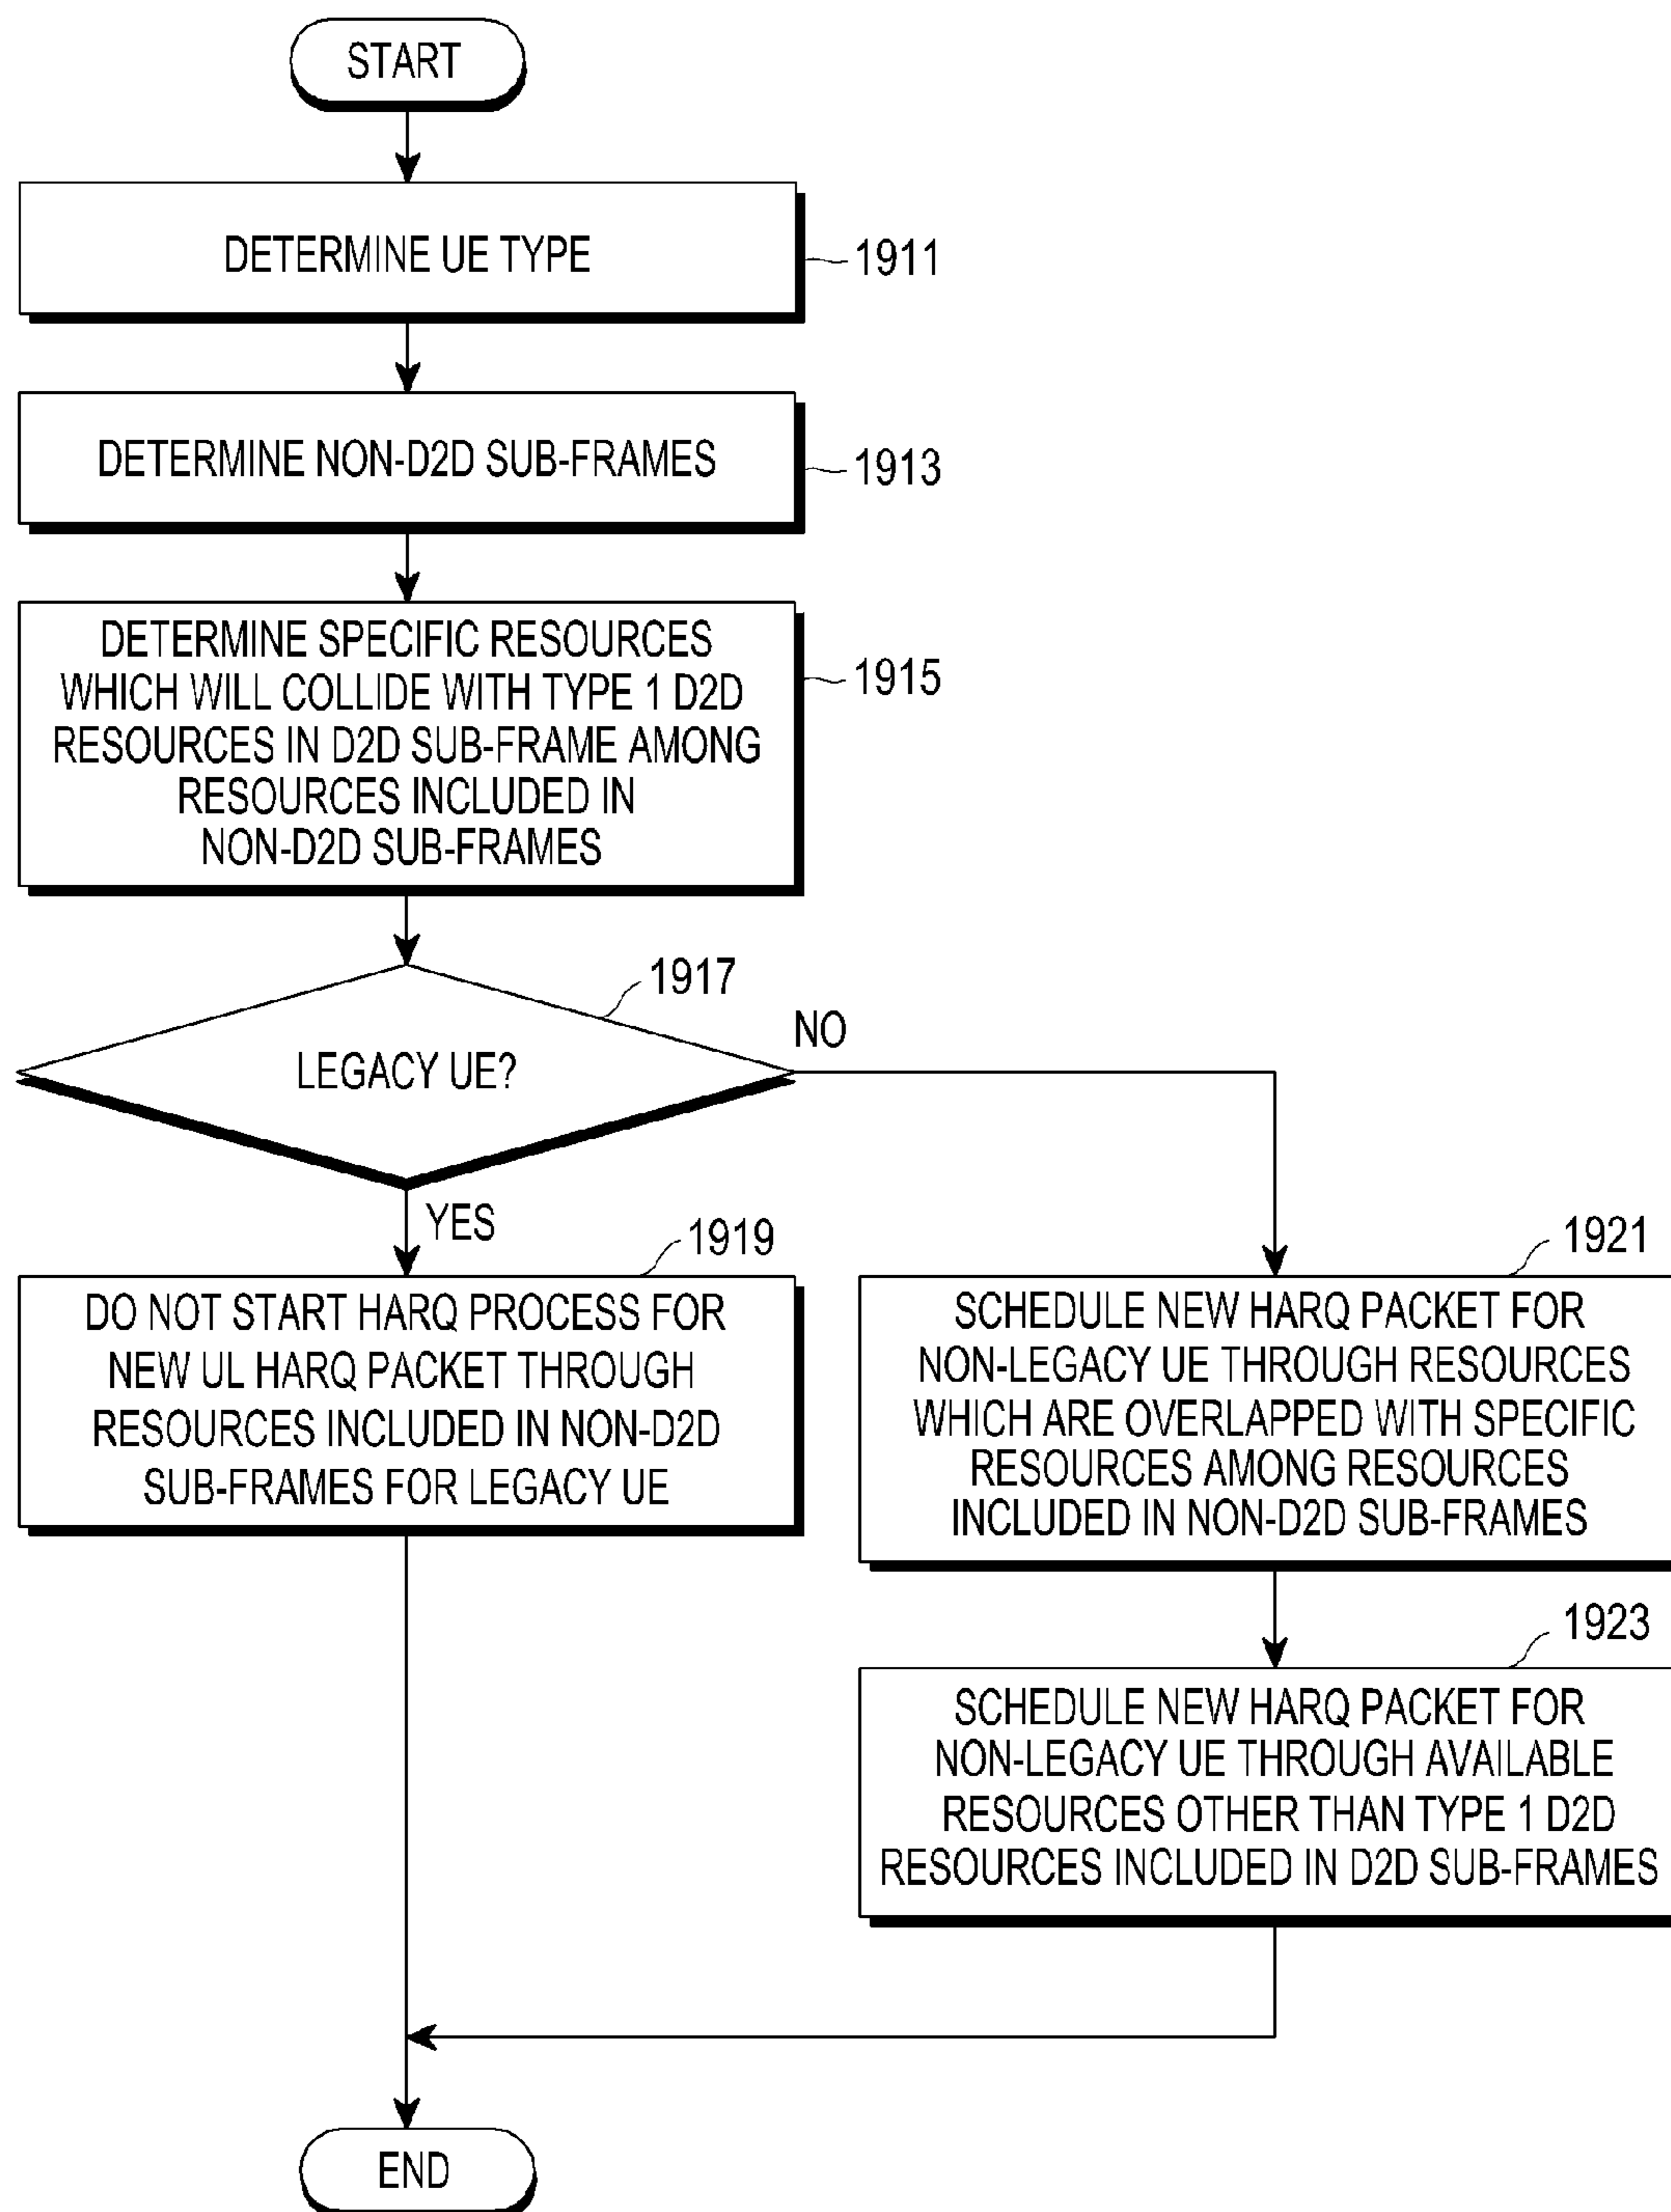 START
DETERMINE UE TYPE
1911
DETERMINE NON-D2D SUB-FRAMES
1913
DETERMINE SPECIFIC RESOURCES
WHICH WILL COLLIDE WITH TYPE 1 D2D
RESOURCES IN D2D SUB-FRAME AMONG
RESOURCES INCLUDED IN
NON-D2D SUB-FRAMES
1915
1917
LEGACY UE?
NO
YES
1919
DO NOT START HARQ PROCESS FOR
NEW UL HARQ PACKET THROUGH
RESOURCES INCLUDED IN NON-D2D
SUB-FRAMES FOR LEGACY UE
1921
SCHEDULE NEW HARQ PACKET FOR
NON-LEGACY UE THROUGH RESOURCES
WHICH ARE OVERLAPPED WITH SPECIFIC
RESOURCES AMONG RESOURCES
INCLUDED IN NON-D2D SUB-FRAMES
1923
SCHEDULE NEW HARQ PACKET FOR
NON-LEGACY UE THROUGH AVAILABLE
RESOURCES OTHER THAN TYPE 1 D2D
RESOURCES INCLUDED IN D2D SUB-FRAMES
END